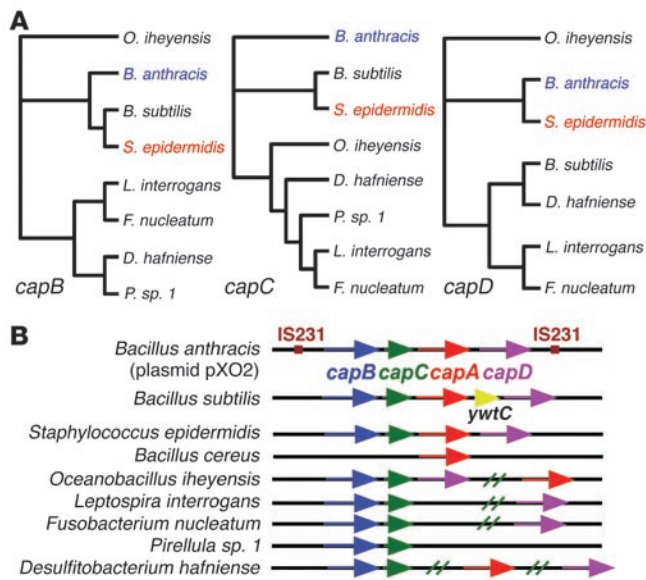 A
O. iheyensis
B. anthracis
B. subtilis
S. epidermidis
L. interrogans
F. nucleatum
D. hafniense
P. sp. 1
capB
B. anthracis
B. subtilis
S. epidermidis
O. iheyensis
D. hafniense
P. sp. 1
L. interrogans
F. nucleatum
capC
O. iheyensis
B. anthracis
S. epidermidis
B. subtilis
D. hafniense
L. interrogans
F. nucleatum
capD
B
IS231 IS231
Bacillus anthracis
(plasmid pXO2)
capB capC capA capD
Bacillus subtilis
ywtC
Staphylococcus epidermidis
Bacillus cereus
Oceanobacillus iheyensis
Leptospira interrogans
Fusobacterium nucleatum
Pirellula sp. 1
Desulfitobacterium hafniense